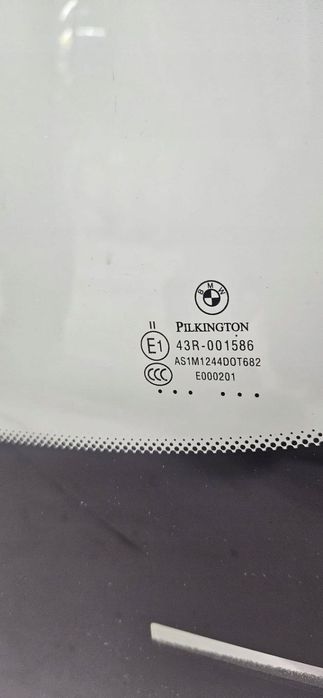 BMW
II
PILKINGTON
E1 43R-001586
AS1M1244DOT682
CCC E000201